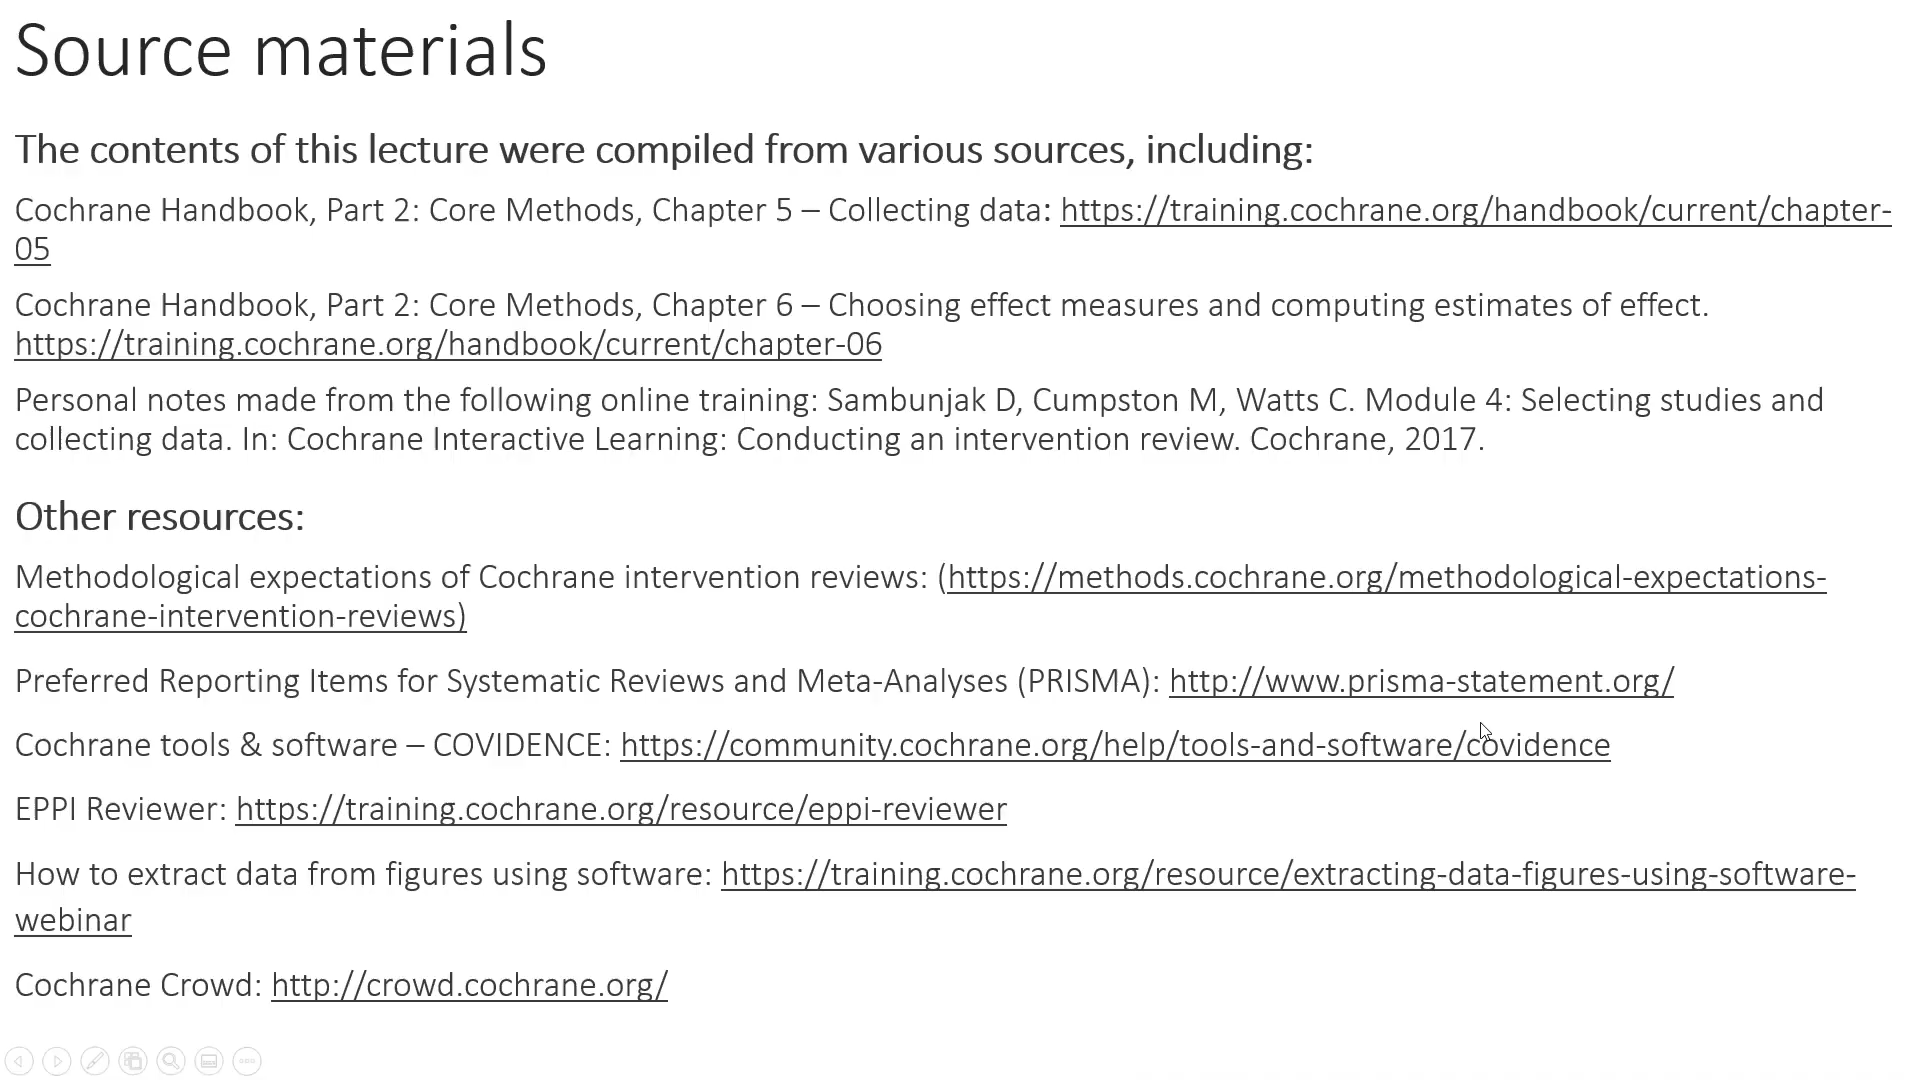 Source materials
The contents of this lecture were compiled from various sources, including:
Cochrane Handbook, Part 2: Core Methods, Chapter 5 – Collecting data: https://training.cochrane.org/handbook/current/chapter-
05
Cochrane Handbook, Part 2: Core Methods, Chapter 6 – Choosing effect measures and computing estimates of effect.
https://training.cochrane.org/handbook/current/chapter-06
Personal notes made from the following online training: Sambunjak D, Cumpston M, Watts C. Module 4: Selecting studies and
collecting data. In: Cochrane Interactive Learning: Conducting an intervention review. Cochrane, 2017.
Other resources:
Methodological expectations of Cochrane intervention reviews: (https://methods.cochrane.org/methodological-expectations-
cochrane-intervention-reviews)
Preferred Reporting Items for Systematic Reviews and Meta-Analyses (PRISMA): http://www.prisma-statement.org/
Cochrane tools & software – COVIDENCE: https://community.cochrane.org/help/tools-and-software/covidence
EPPI Reviewer: https://training.cochrane.org/resource/eppi-reviewer
How to extract data from figures using software: https://training.cochrane.org/resource/extracting-data-figures-using-software-
webinar
Cochrane Crowd: http://crowd.cochrane.org/